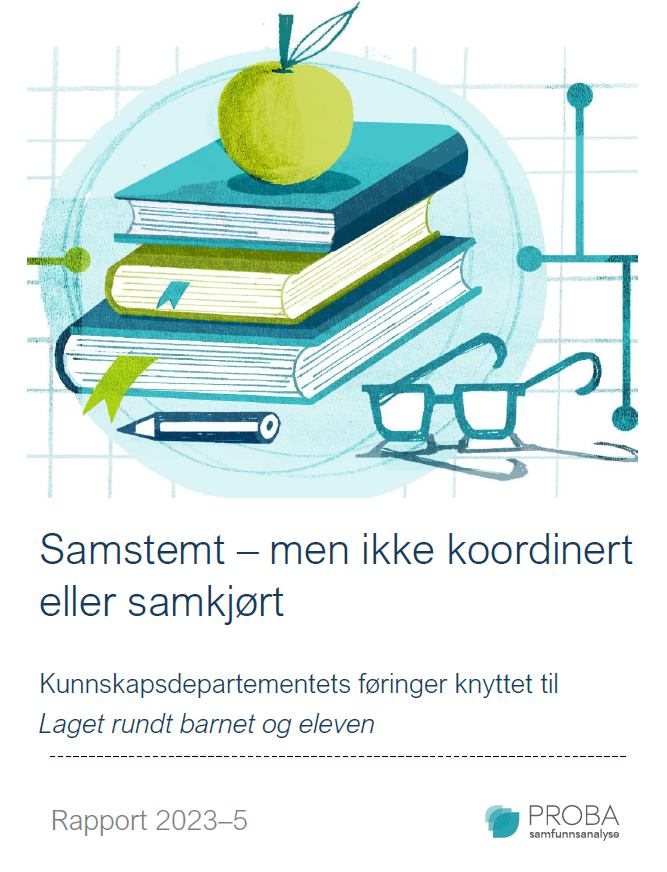 Samstemt – men ikke koordinert
eller samkjørt
Kunnskapsdepartementets føringer knyttet til
Laget rundt barnet og eleven
Rapport 2023–5
PROBA
samfunnsanalyse